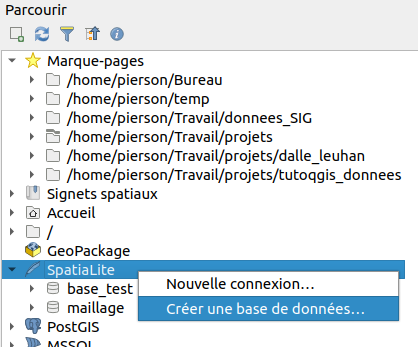 Parcourir
Marque-pages
/home/pierson/Bureau
/home/pierson/temp
/home/pierson/Travail/donnees_SIG
/home/pierson/Travail/projets
/home/pierson/Travail/projets/dalle_leuhan
/home/pierson/Travail/projets/tutoqgis_donnees
Signets spatiaux
Accueil
/
GeoPackage
SpatiaLite
Nouvelle connexion...
base_test
Créer une base de données...
maillage
PostGIS
MSSQL